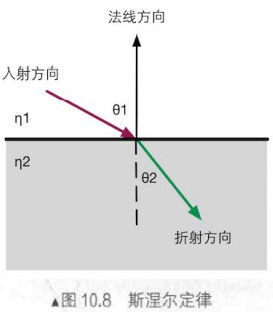 法线方向
入射方向
θ1
η1
η2
θ2
折射方向
▲图 10.8 斯涅尔定律